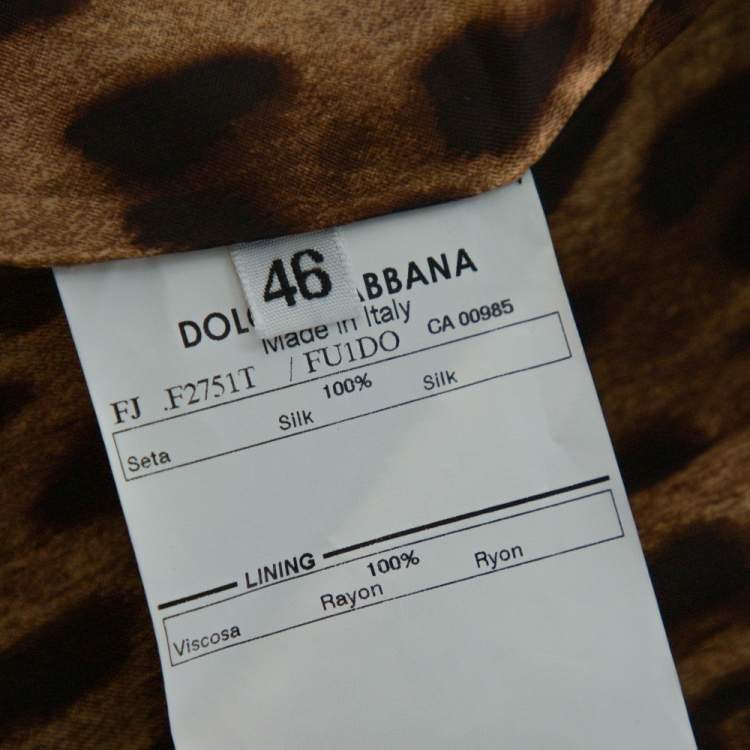 46
DOL ABBANA
Made in Italy
FJ .F2751T / FU1DO CA 00985
100%
Seta Silk Silk
LINING
100%
Viscosa Rayon Ryon